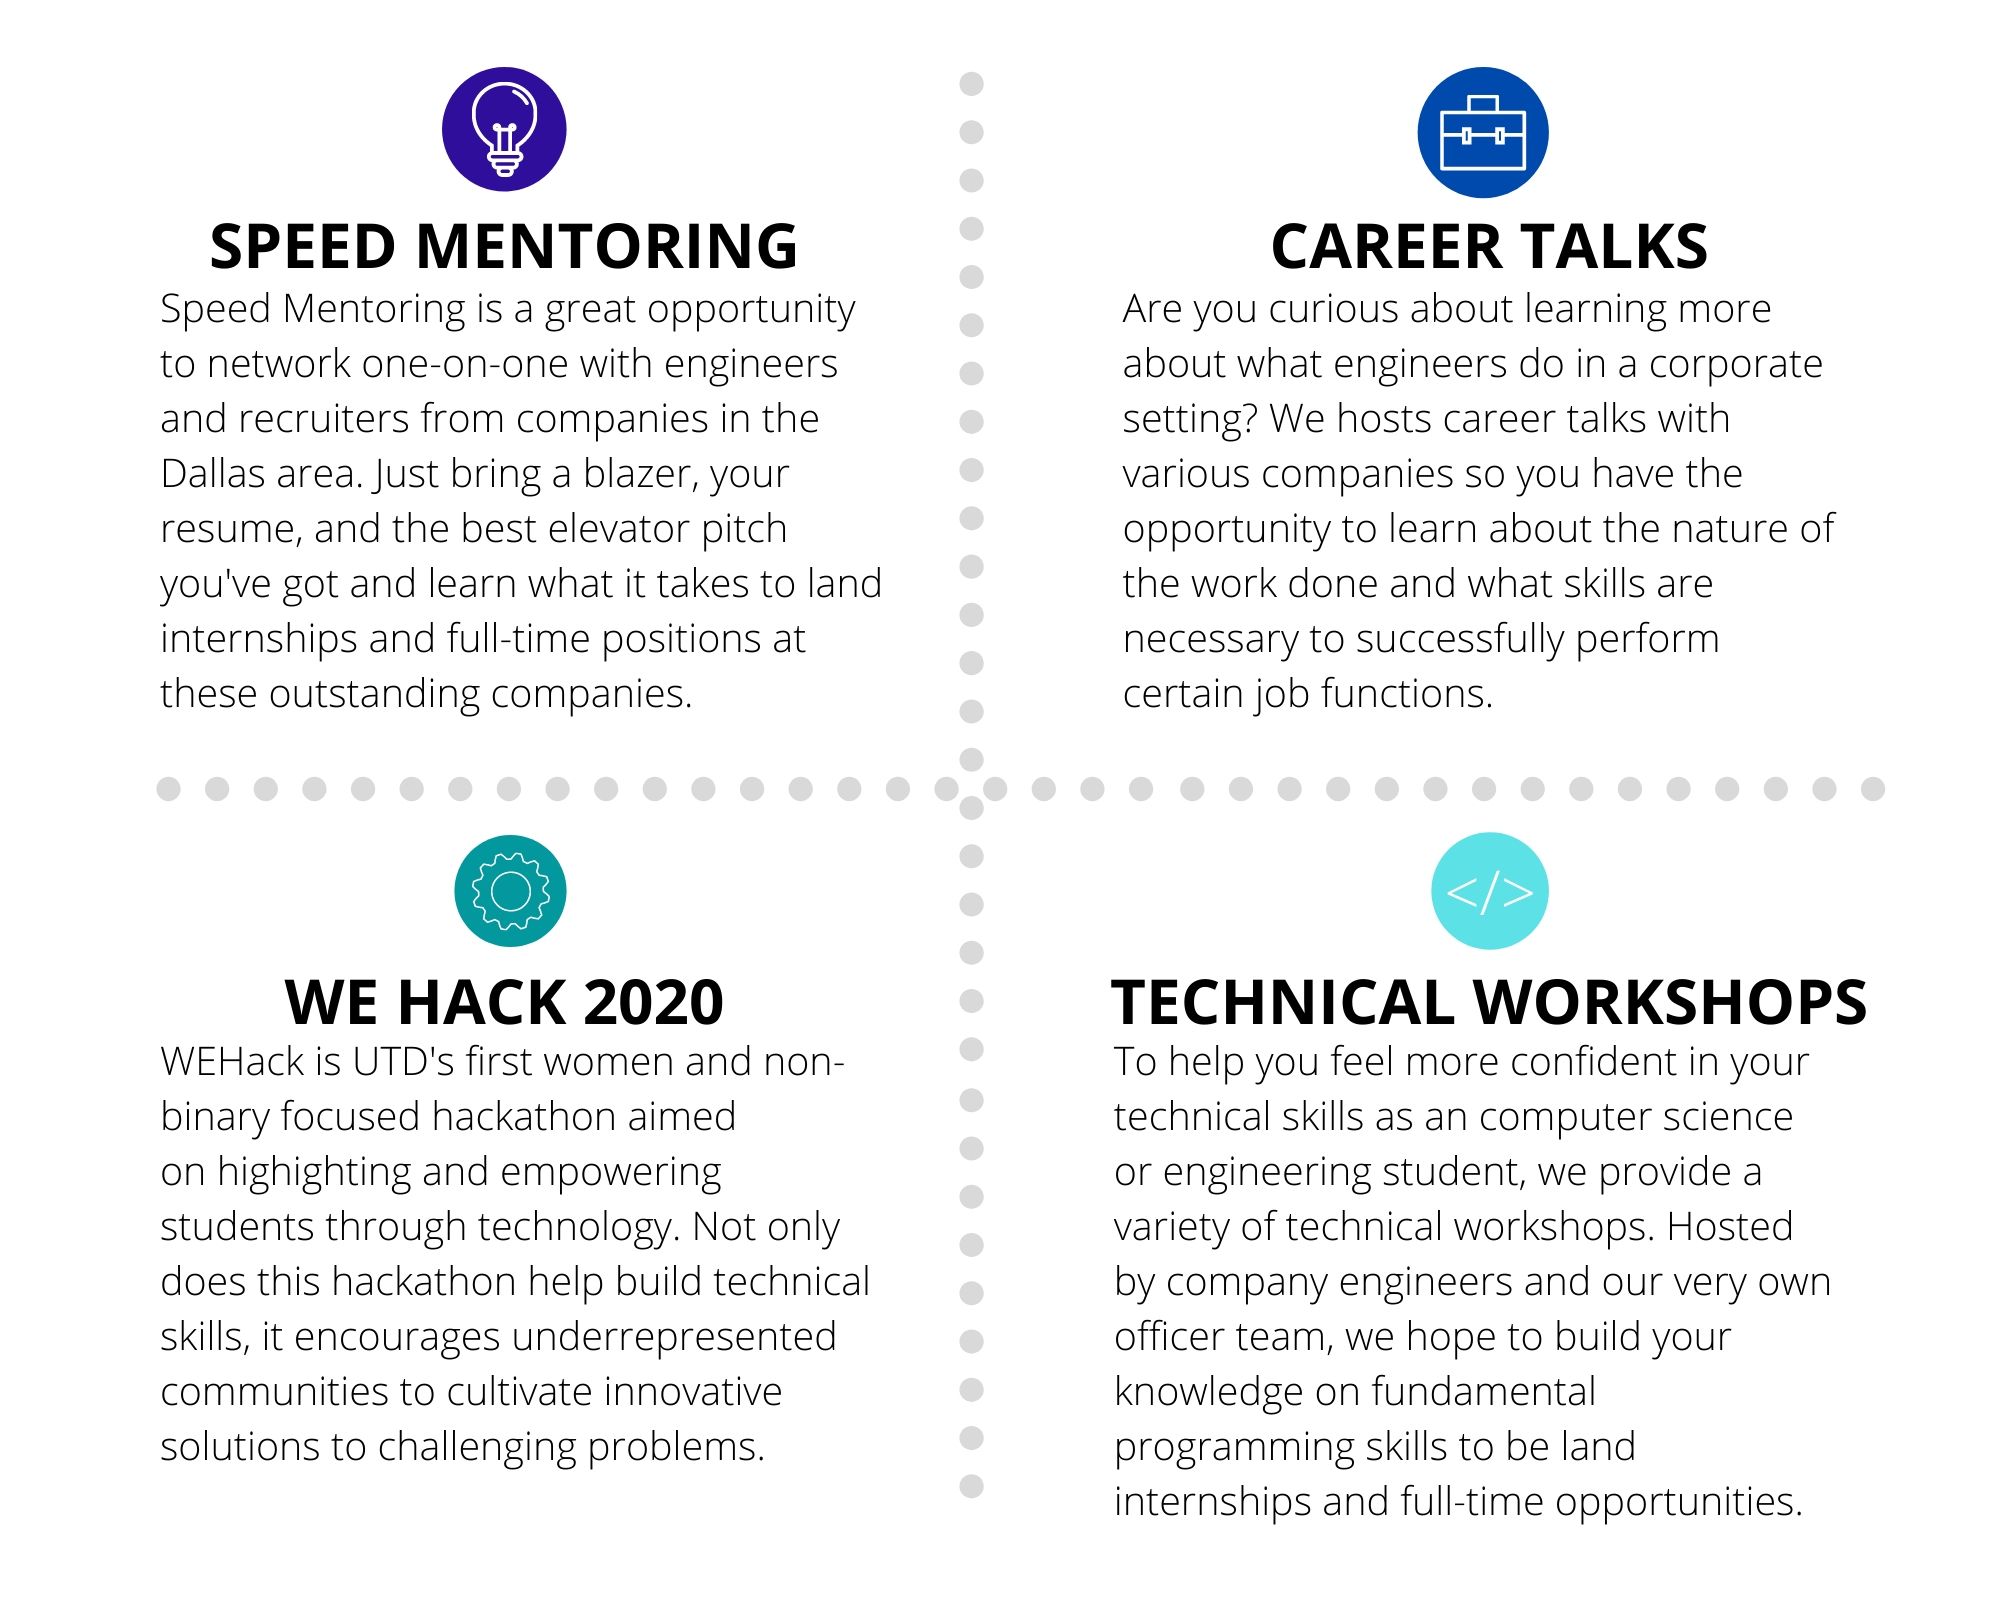 SPEED MENTORING
Speed Mentoring is a great opportunity
to network one-on-one with engineers
and recruiters from companies in the
Dallas area. Just bring a blazer, your
resume, and the best elevator pitch
you've got and learn what it takes to land
internships and full-time positions at
these outstanding companies.
CAREER TALKS
Are you curious about learning more
about what engineers do in a corporate
setting? We hosts career talks with
various companies so you have the
opportunity to learn about the nature of
the work done and what skills are
necessary to successfully perform
certain job functions.
WE HACK 2020
WEHack is UTD's first women and non-
binary focused hackathon aimed
on highighting and empowering
students through technology. Not only
does this hackathon help build technical
skills, it encourages underrepresented
communities to cultivate innovative
solutions to challenging problems.
</>
TECHNICAL WORKSHOPS
To help you feel more confident in your
technical skills as an computer science
or engineering student, we provide a
variety of technical workshops. Hosted
by company engineers and our very own
officer team, we hope to build your
knowledge on fundamental
programming skills to be land
internships and full-time opportunities.